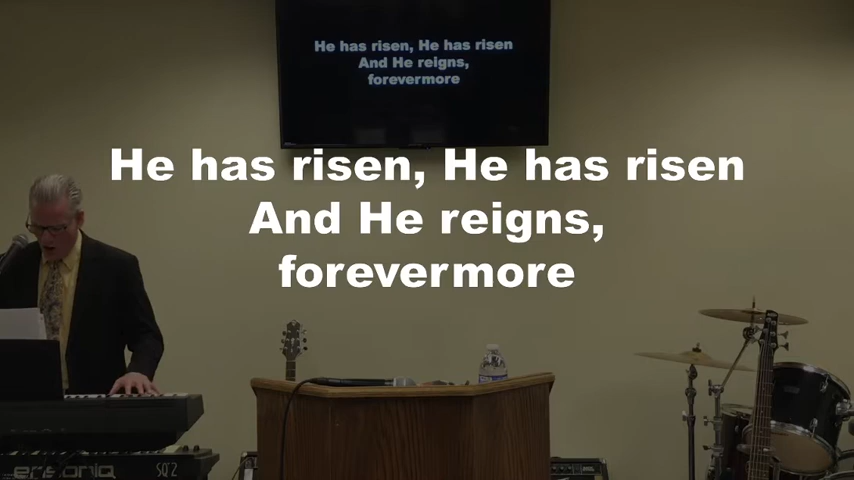 He has risen, He has risen
And He reigns,
forevermore
He has risen, He has risen
And He reigns,
forevermore
ensoniq SQ2